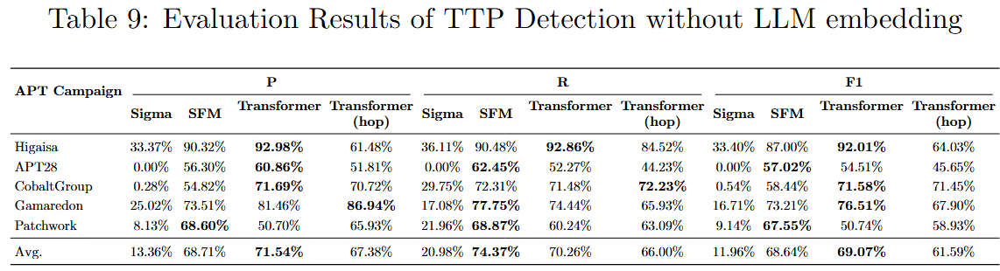 Table 9: Evaluation Results of TTP Detection without LLM embedding
APT Campaign P R F1
Sigma SFM Transformer Transformer (hop) Sigma SFM Transformer Transformer (hop) Sigma SFM Transformer Transformer (hop)
Higaisa 33.37% 90.32% 92.98% 61.48% 36.11% 90.48% 92.86% 84.52% 33.40% 87.00% 92.01% 64.03%
APT28 0.00% 56.30% 60.86% 51.81% 0.00% 62.45% 52.27% 44.23% 0.00% 57.02% 54.51% 45.65%
CobaltGroup 0.28% 54.82% 71.69% 70.72% 29.75% 72.31% 71.48% 72.23% 0.54% 58.44% 71.58% 71.45%
Gamaredon 25.02% 73.51% 81.46% 86.94% 17.08% 77.75% 74.44% 65.93% 16.71% 73.21% 76.51% 67.90%
Patchwork 8.13% 68.60% 50.70% 65.93% 21.96% 68.87% 60.24% 63.09% 9.14% 67.55% 50.74% 58.93%
Avg. 13.36% 68.71% 71.54% 67.38% 20.98% 74.37% 70.26% 66.00% 11.96% 68.64% 69.07% 61.59%